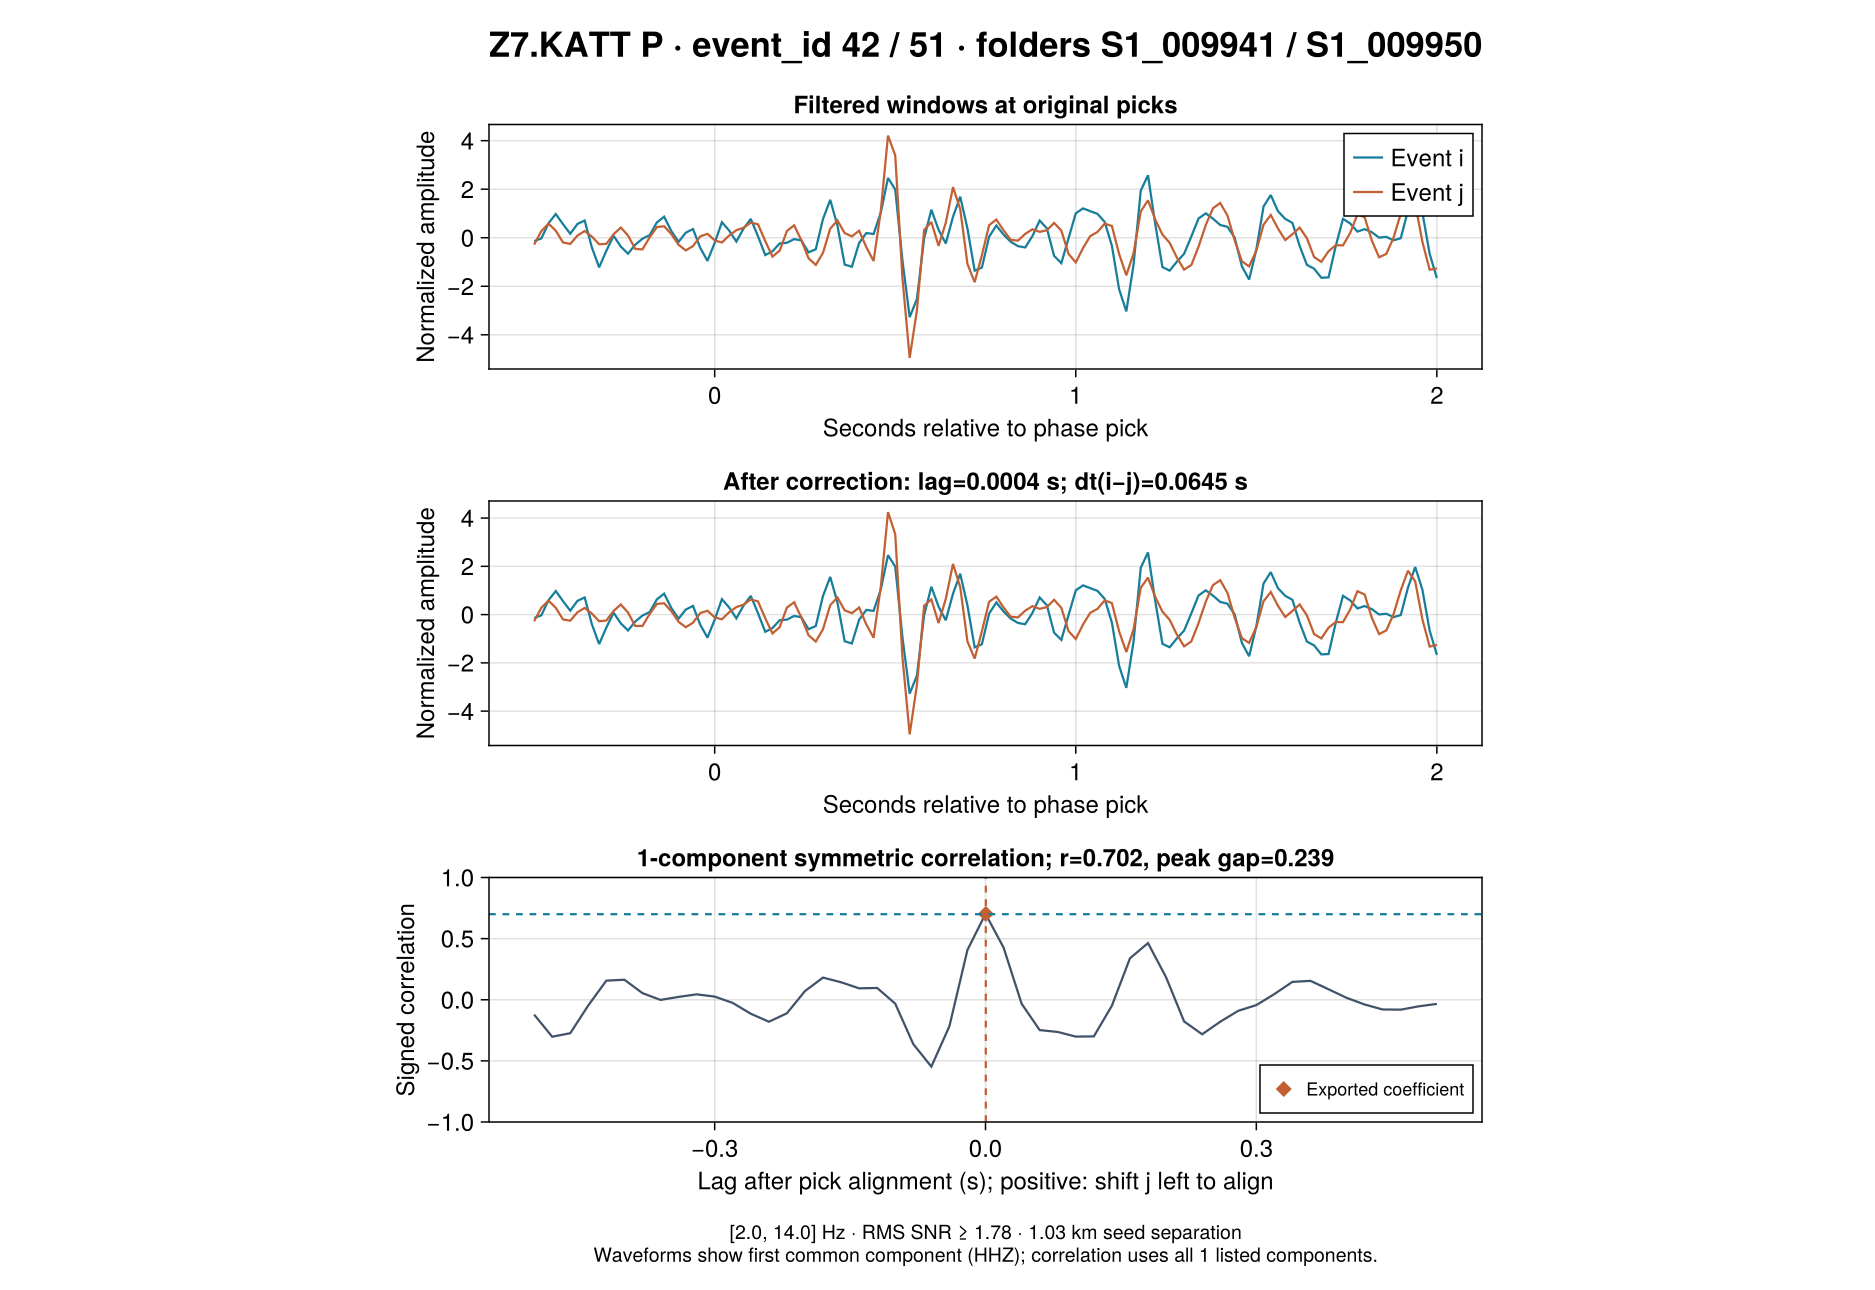 Z7.KATT P · event_id 42 / 51 · folders S1_009941 / S1_009950
Filtered windows at original picks
Normalized amplitude
4
2
0
−2
−4
Event i
Event j
0
1
2
Seconds relative to phase pick
After correction: lag=0.0004 s; dt(i−j)=0.0645 s
Normalized amplitude
4
2
0
−2
−4
0
1
2
Seconds relative to phase pick
1-component symmetric correlation; r=0.702, peak gap=0.239
Signed correlation
1.0
0.5
0.0
−0.5
−1.0
Exported coefficient
−0.3
0.0
0.3
Lag after pick alignment (s); positive: shift j left to align
[2.0, 14.0] Hz · RMS SNR ≥ 1.78 · 1.03 km seed separation
Waveforms show first common component (HHZ); correlation uses all 1 listed components.